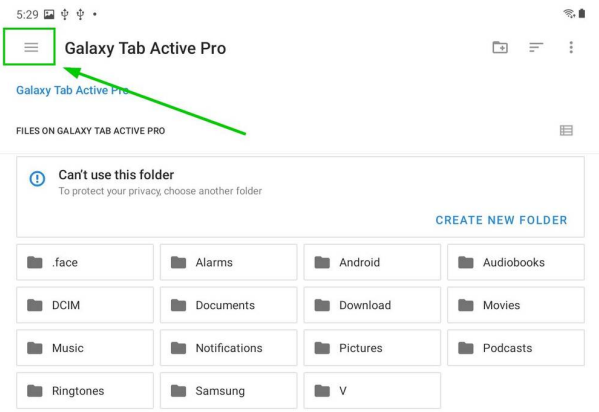 5:29
Galaxy Tab Active Pro
Galaxy Tab Active Pro
FILES ON GALAXY TAB ACTIVE PRO
Can't use this folder
To protect your privacy, choose another folder
CREATE NEW FOLDER
.face Alarms Android Audiobooks
DCIM Documents Download Movies
Music Notifications Pictures Podcasts
Ringtones Samsung V